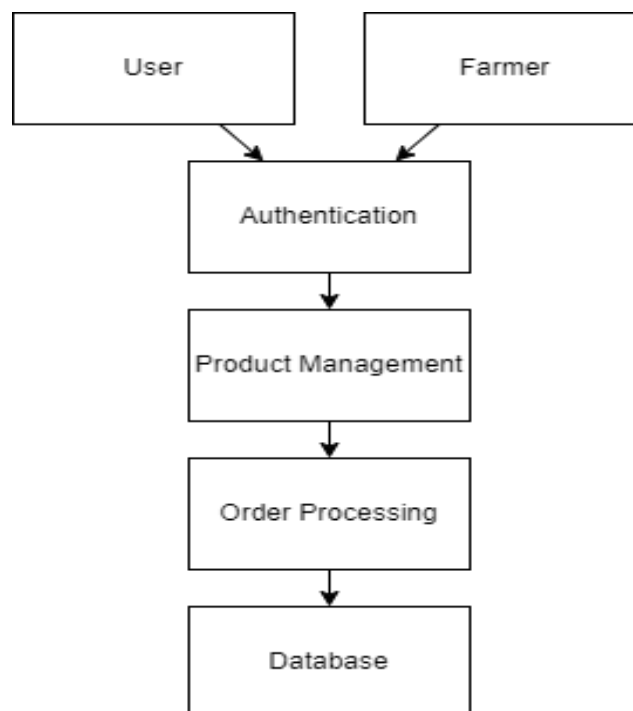 User
Farmer
Authentication
Product Management
Order Processing
Database